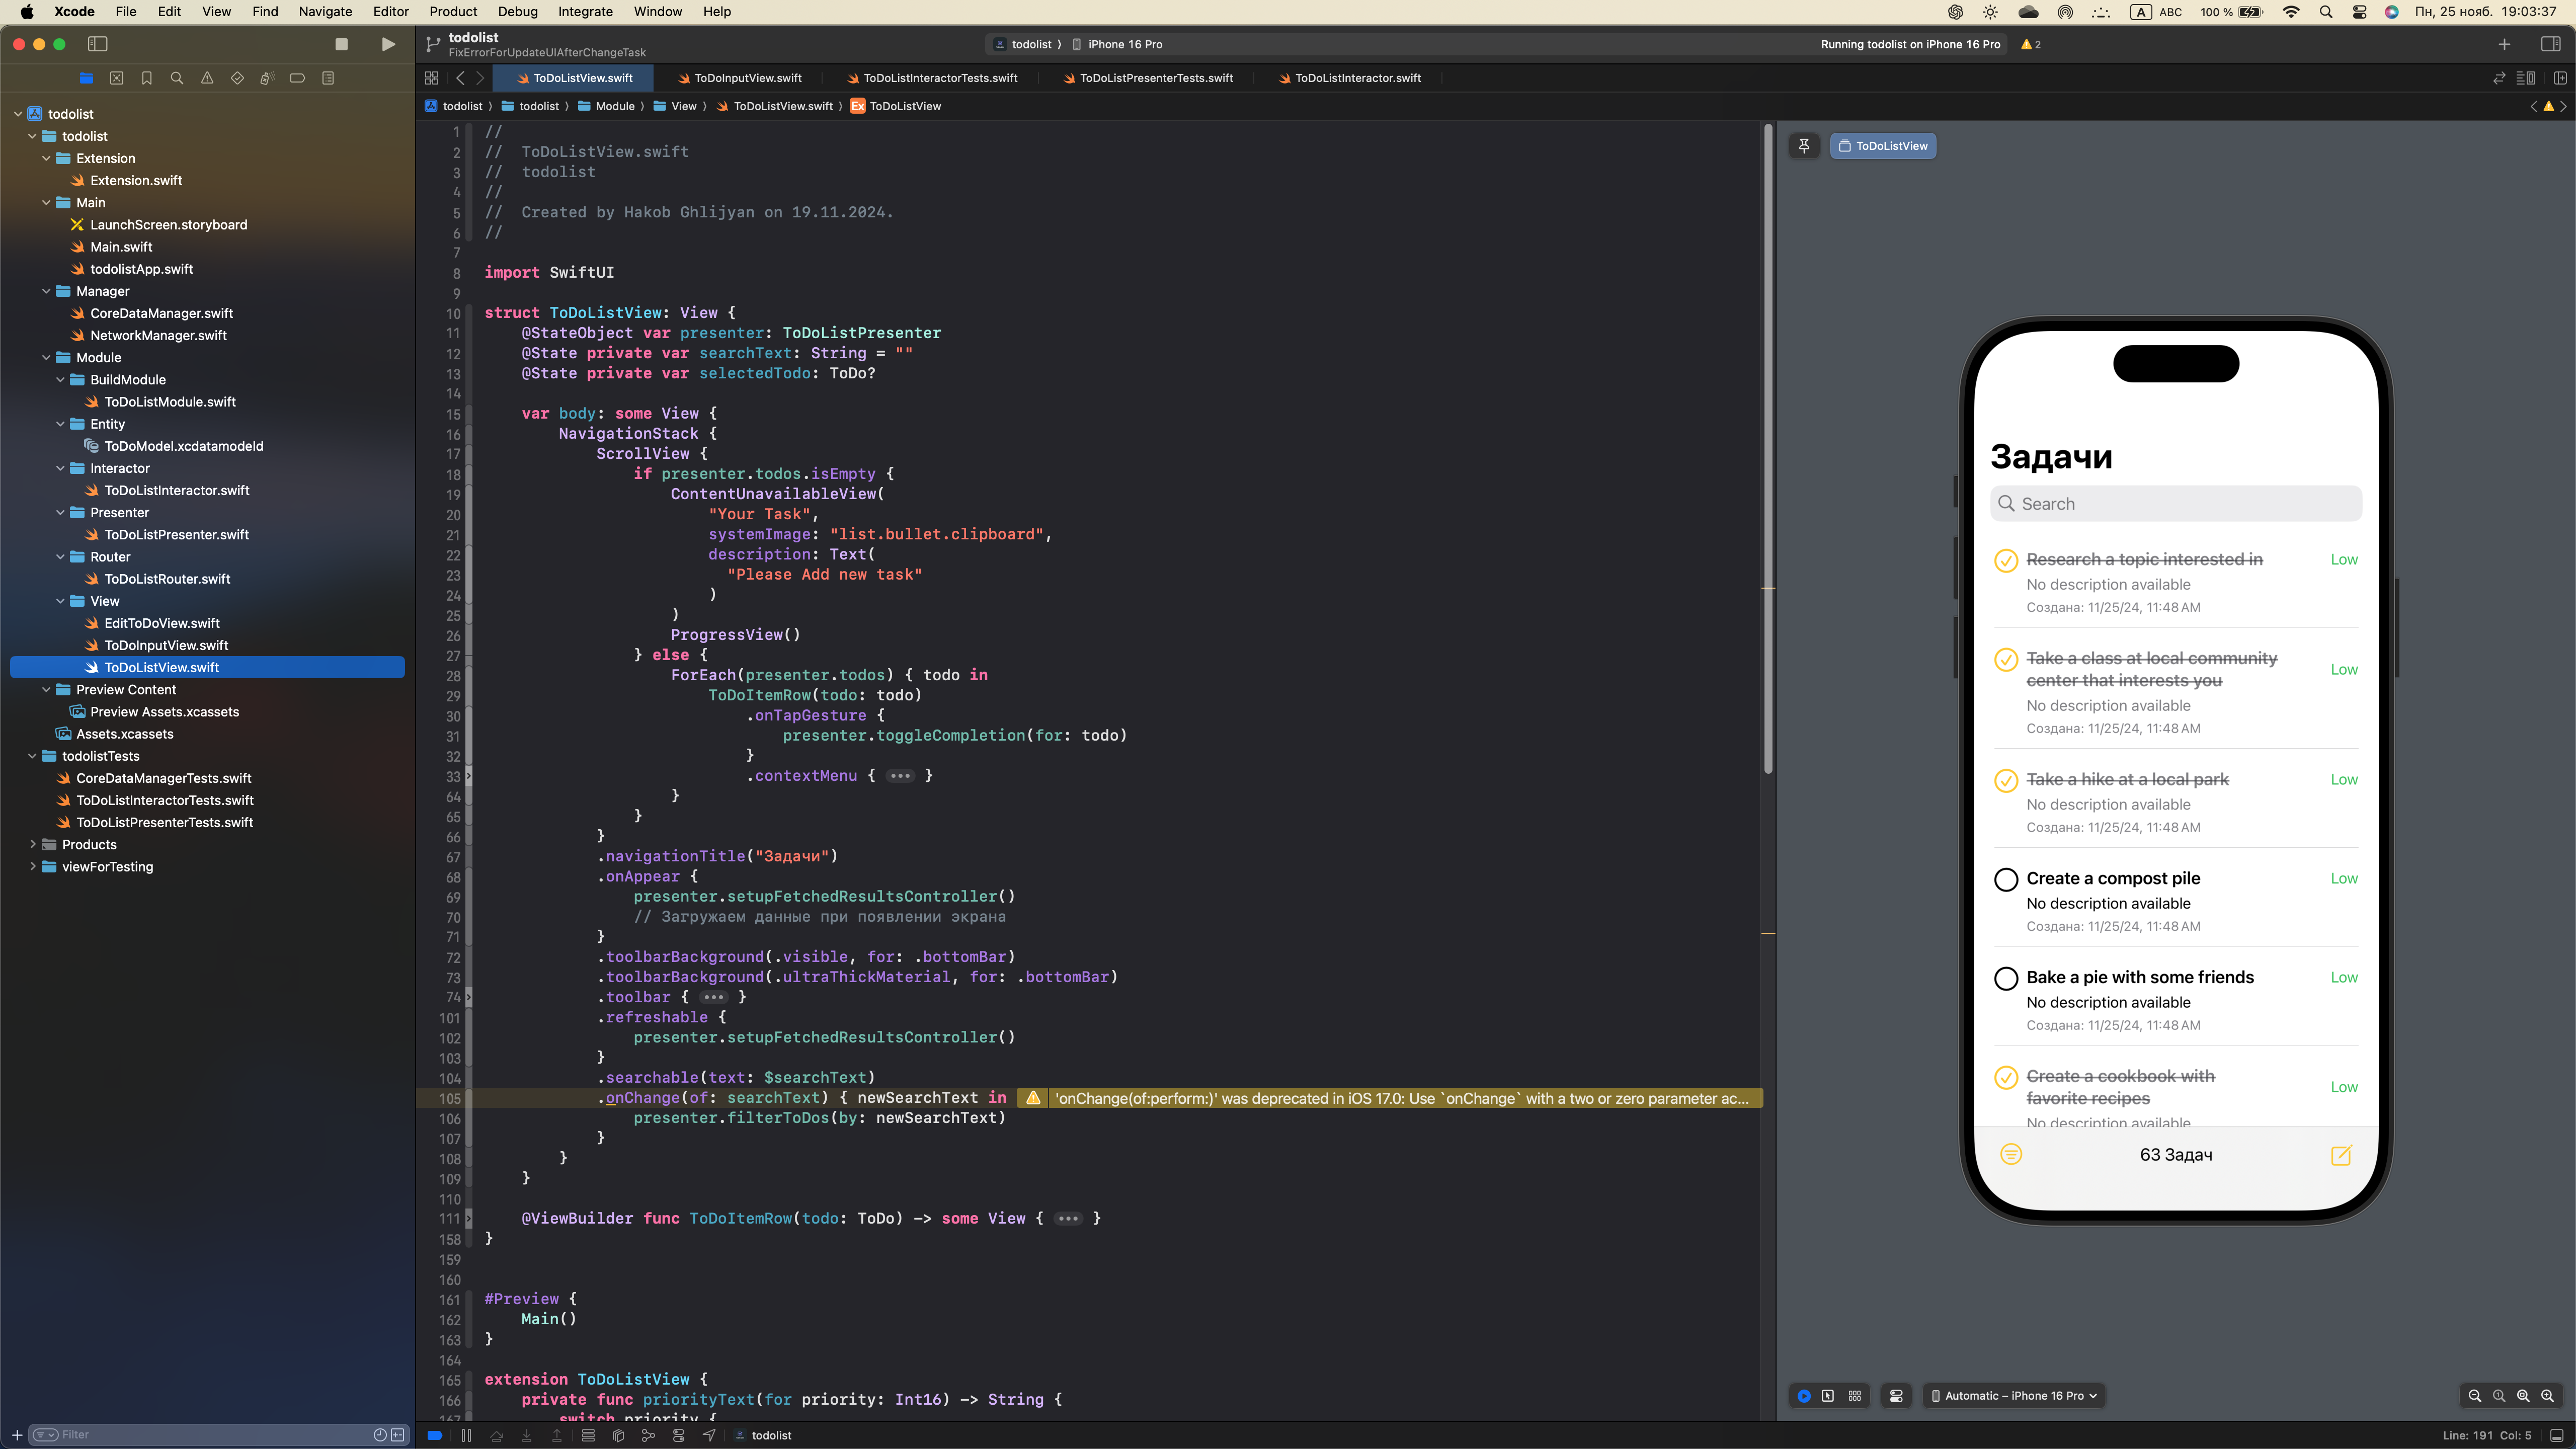 Xcode File Edit View Find Navigate Editor Product Debug Integrate Window Help
A ABC 100 % Пн, 25 нояб. 19:03:37
todolist
FixErrorForUpdateUIAfterChangeTask
todolist ⟩ iPhone 16 Pro
Running todolist on iPhone 16 Pro 2
ToDoListView.swift ToDoInputView.swift ToDoListInteractorTests.swift ToDoListPresenterTests.swift ToDoListInteractor.swift
todolist ⟩ todolist ⟩ Module ⟩ View ⟩ ToDoListView.swift ⟩ Ex ToDoListView
todolist
todolist
Extension
Extension.swift
Main
LaunchScreen.storyboard
Main.swift
todolistApp.swift
Manager
CoreDataManager.swift
NetworkManager.swift
Module
BuildModule
ToDoListModule.swift
Entity
ToDoModel.xcdatamodeld
Interactor
ToDoListInteractor.swift
Presenter
ToDoListPresenter.swift
Router
ToDoListRouter.swift
View
EditToDoView.swift
ToDoInputView.swift
ToDoListView.swift
Preview Content
Preview Assets.xcassets
Assets.xcassets
todolistTests
CoreDataManagerTests.swift
ToDoListInteractorTests.swift
ToDoListPresenterTests.swift
Products
viewForTesting
Filter
1 //
2 //  ToDoListView.swift
3 //  todolist
4 //
5 //  Created by Hakob Ghlijyan on 19.11.2024.
6 //
7
8 import SwiftUI
9
10 struct ToDoListView: View {
11     @StateObject var presenter: ToDoListPresenter
12     @State private var searchText: String = ""
13     @State private var selectedTodo: ToDo?
14
15     var body: some View {
16         NavigationStack {
17             ScrollView {
18                 if presenter.todos.isEmpty {
19                     ContentUnavailableView(
20                         "Your Task",
21                         systemImage: "list.bullet.clipboard",
22                         description: Text(
23                           "Please Add new task"
24                         )
25                     )
26                     ProgressView()
27                 } else {
28                     ForEach(presenter.todos) { todo in
29                         ToDoItemRow(todo: todo)
30                             .onTapGesture {
31                                 presenter.toggleCompletion(for: todo)
32                             }
33                             .contextMenu { ••• }
64                     }
65                 }
66             }
67             .navigationTitle("Задачи")
68             .onAppear {
69                 presenter.setupFetchedResultsController()
70                 // Загружаем данные при появлении экрана
71             }
72             .toolbarBackground(.visible, for: .bottomBar)
73             .toolbarBackground(.ultraThickMaterial, for: .bottomBar)
74             .toolbar { ••• }
101             .refreshable {
102                 presenter.setupFetchedResultsController()
103             }
104             .searchable(text: $searchText)
105             .onChange(of: searchText) { newSearchText in 'onChange(of:perform:)' was deprecated in iOS 17.0: Use `onChange` with a two or zero parameter ac...
106                 presenter.filterToDos(by: newSearchText)
107             }
108         }
109     }
110
111     @ViewBuilder func ToDoItemRow(todo: ToDo) -> some View { ••• }
158 }
159
160
161 #Preview {
162     Main()
163 }
164
165 extension ToDoListView {
166     private func priorityText(for priority: Int16) -> String {
167         switch priority {
todolist
ToDoListView
Задачи
Search
Research a topic interested in Low
No description available
Создана: 11/25/24, 11:48 AM
Take a class at local community
center that interests you Low
No description available
Создана: 11/25/24, 11:48 AM
Take a hike at a local park Low
No description available
Создана: 11/25/24, 11:48 AM
Create a compost pile Low
No description available
Создана: 11/25/24, 11:48 AM
Bake a pie with some friends Low
No description available
Создана: 11/25/24, 11:48 AM
Create a cookbook with
favorite recipes Low
No description available
63 Задач
Automatic – iPhone 16 Pro
Line: 191 Col: 5